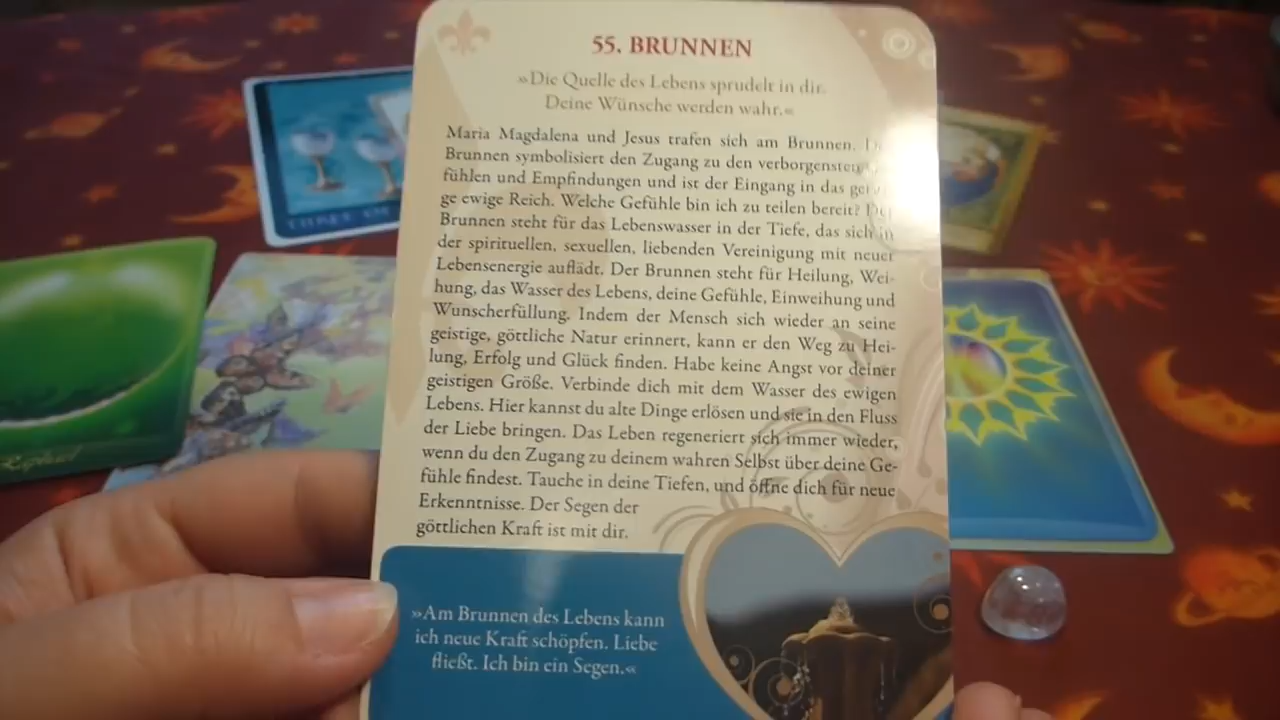 55. BRUNNEN
»Die Quelle des Lebens sprudelt in dir.
Deine Wünsche werden wahr.«
Maria Magdalena und Jesus trafen sich am Brunnen.
Brunnen symbolisiert den Zugang zu den verborgensten
fühlen und Empfindungen und ist der Eingang in das
ge ewige Reich. Welche Gefühle bin ich zu teilen bereit? Der
Brunnen steht für das Lebenswasser in der Tiefe, das sich in
der spirituellen, sexuellen, liebenden Vereinigung mit neuer
Lebensenergie auflädt. Der Brunnen steht für Heilung, Wei-
hung, das Wasser des Lebens, deine Gefühle, Einweihung und
Wunscherfüllung. Indem der Mensch sich wieder an seine
geistige, göttliche Natur erinnert, kann er den Weg zu Hei-
lung, Erfolg und Glück finden. Habe keine Angst vor deiner
geistigen Größe. Verbinde dich mit dem Wasser des ewigen
Lebens. Hier kannst du alte Dinge erlösen und sie in den Fluss
der Liebe bringen. Das Leben regeneriert sich immer wieder,
wenn du den Zugang zu deinem wahren Selbst über deine Ge-
fühle findest. Tauche in deine Tiefen, und öffne dich für neue
Erkenntnisse. Der Segen der
göttlichen Kraft ist mit dir.
»Am Brunnen des Lebens kann
ich neue Kraft schöpfen. Liebe
fließt. Ich bin ein Segen.«